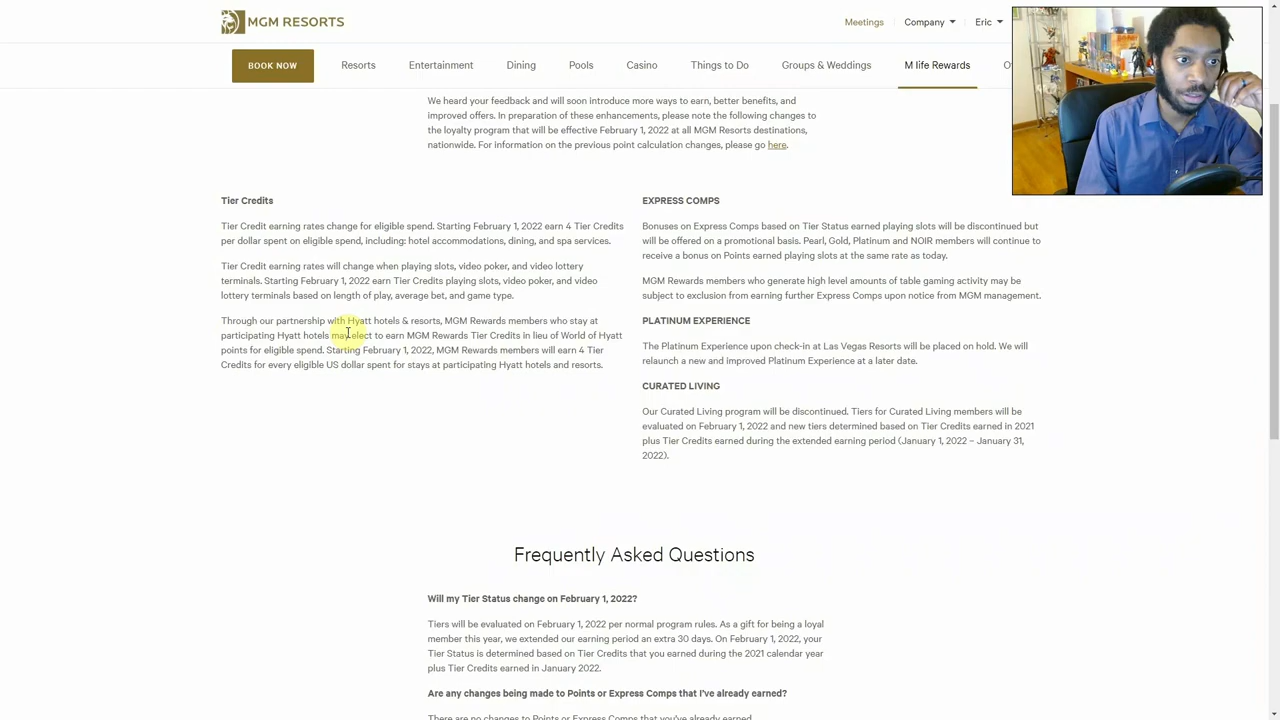 MGM RESORTS
Meetings
Company
Eric
BOOK NOW
Resorts
Entertainment
Dining
Pools
Casino
Things to Do
Groups & Weddings
M life Rewards
We heard your feedback and will soon introduce more ways to earn, better benefits, and
improved offers. In preparation of these enhancements, please note the following changes to
the loyalty program that will be effective February 1, 2022 at all MGM Resorts destinations,
nationwide. For information on the previous point calculation changes, please go here.
Tier Credits
Tier Credit earning rates change for eligible spend. Starting February 1, 2022 earn 4 Tier Credits
per dollar spent on eligible spend, including: hotel accommodations, dining, and spa services.
Tier Credit earning rates will change when playing slots, video poker, and video lottery
terminals. Starting February 1, 2022 earn Tier Credits playing slots, video poker, and video
lottery terminals based on length of play, average bet, and game type.
Through our partnership with Hyatt hotels & resorts, MGM Rewards members who stay at
participating Hyatt hotels may elect to earn MGM Rewards Tier Credits in lieu of World of Hyatt
points for eligible spend. Starting February 1, 2022, MGM Rewards members will earn 4 Tier
Credits for every eligible US dollar spent for stays at participating Hyatt hotels and resorts.
EXPRESS COMPS
Bonuses on Express Comps based on Tier Status earned playing slots will be discontinued but
will be offered on a promotional basis. Pearl, Gold, Platinum and NOIR members will continue to
receive a bonus on Points earned playing slots at the same rate as today.
MGM Rewards members who generate high level amounts of table gaming activity may be
subject to exclusion from earning further Express Comps upon notice from MGM management.
PLATINUM EXPERIENCE
The Platinum Experience upon check-in at Las Vegas Resorts will be placed on hold. We will
relaunch a new and improved Platinum Experience at a later date.
CURATED LIVING
Our Curated Living program will be discontinued. Tiers for Curated Living members will be
evaluated on February 1, 2022 and new tiers determined based on Tier Credits earned in 2021
plus Tier Credits earned during the extended earning period (January 1, 2022 – January 31,
2022).
Frequently Asked Questions
Will my Tier Status change on February 1, 2022?
Tiers will be evaluated on February 1, 2022 per normal program rules. As a gift for being a loyal
member this year, we extended our earning period an extra 30 days. On February 1, 2022, your
Tier Status is determined based on Tier Credits that you earned during the 2021 calendar year
plus Tier Credits earned in January 2022.
Are any changes being made to Points or Express Comps that I've already earned?
There are no changes to Points or Express Comps that you've already earned